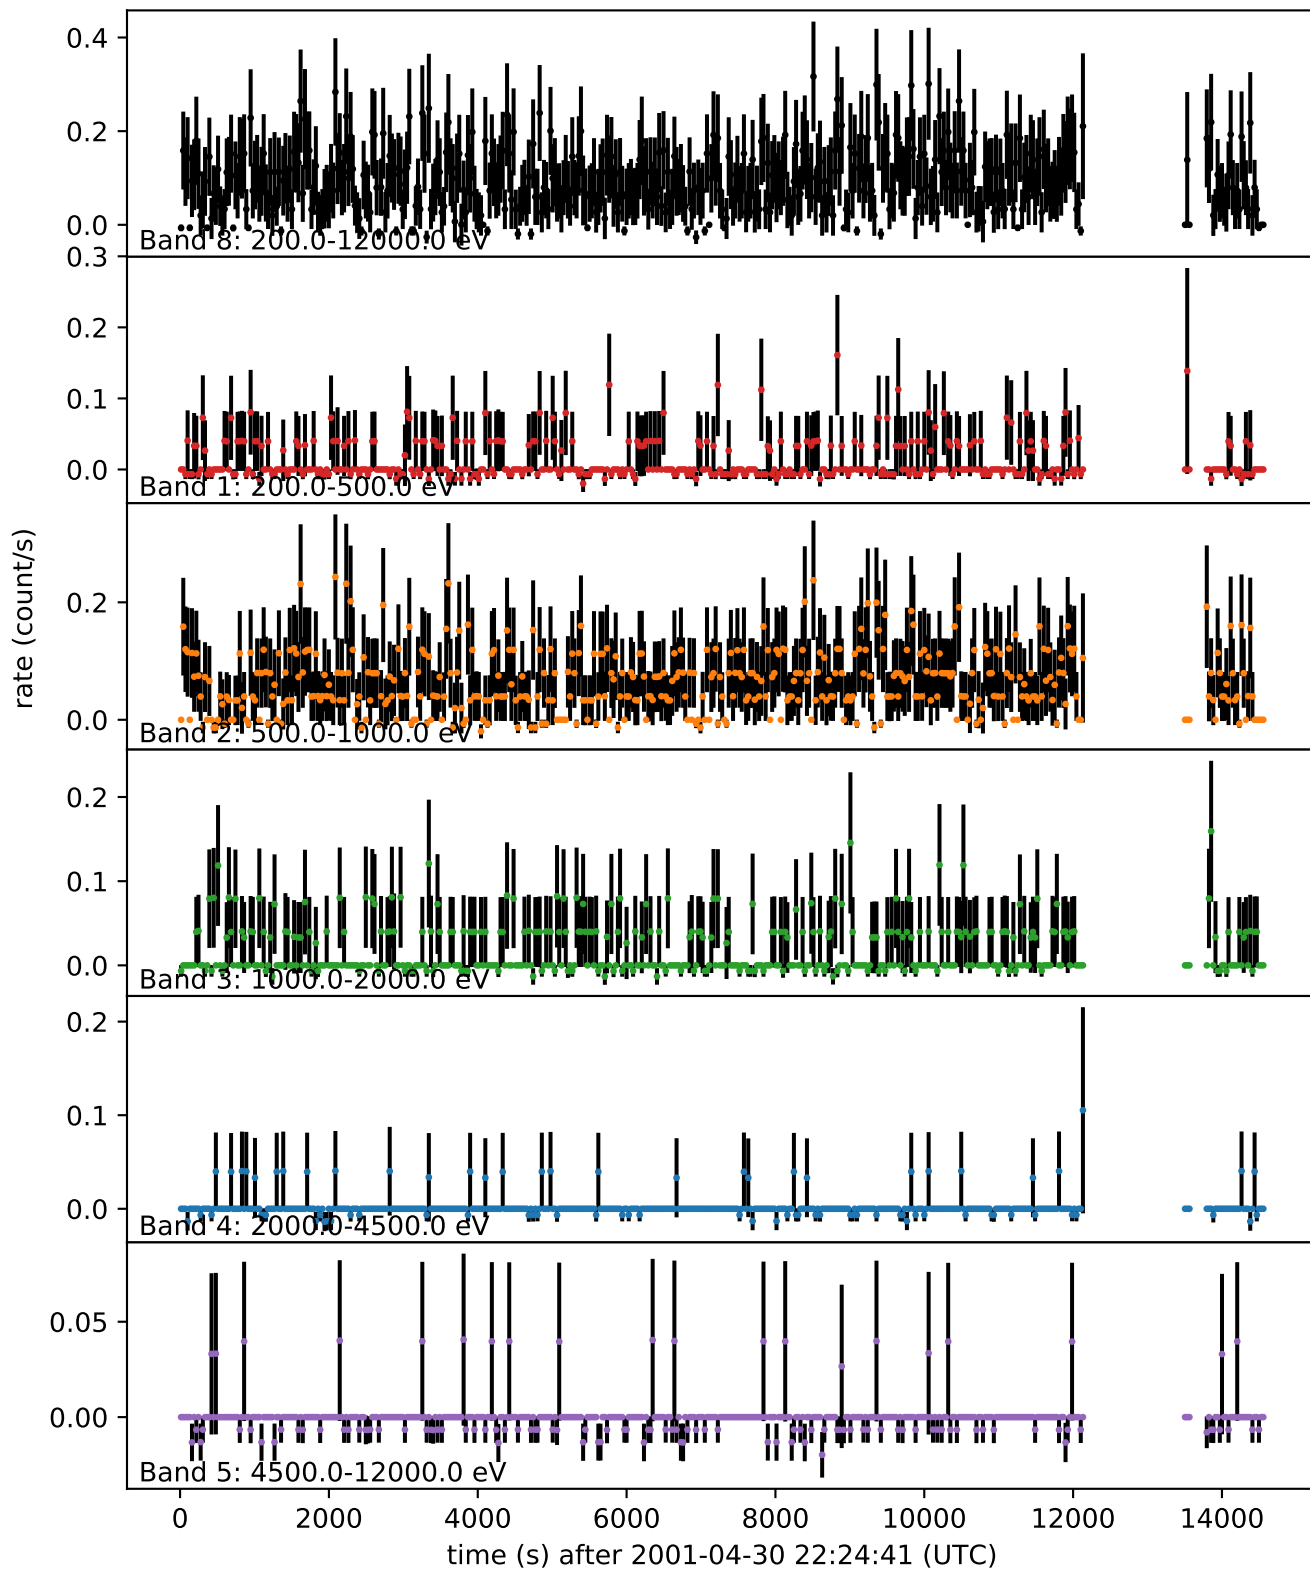 0.4
0.2
0.0
Band 8: 200.0-12000.0 eV
0.3
0.2
0.1
0.0
Band 1: 200.0-500.0 eV
0.2
0.0
Band 2: 500.0-1000.0 eV
0.2
0.1
0.0
Band 3: 1000.0-2000.0 eV
0.2
0.1
0.0
Band 4: 2000.0-4500.0 eV
0.05
0.00
Band 5: 4500.0-12000.0 eV
rate (count/s)
0 2000 4000 6000 8000 10000 12000 14000
time (s) after 2001-04-30 22:24:41 (UTC)